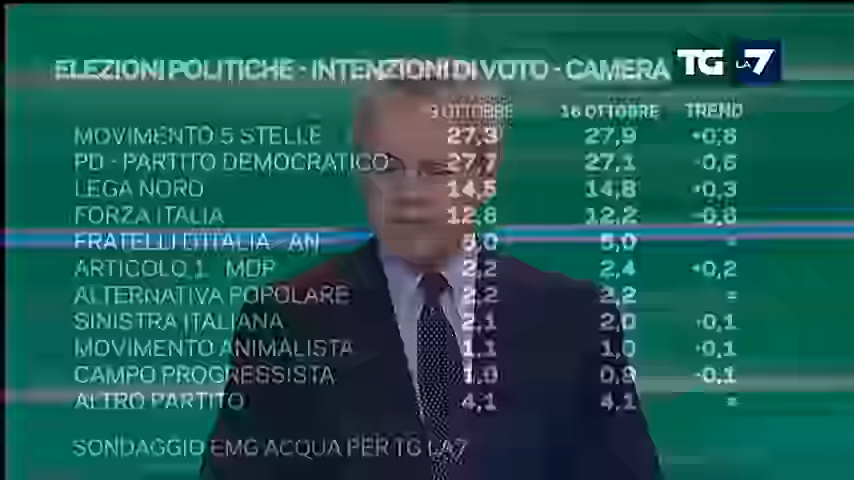 ELEZIONI POLITICHE - INTENZIONI DI VOTO - CAMERA TG LA7
9 OTTOBRE 16 OTTOBRE TREND
MOVIMENTO 5 STELLE 27,3 27,9 +0,6
PD - PARTITO DEMOCRATICO 27,7 27,1 -0,6
LEGA NORD 14,5 14,8 +0,3
FORZA ITALIA 12,8 12,2 -0,6
FRATELLI D'ITALIA - AN 5,0 5,0 =
ARTICOLO 1 - MDP 2,2 2,4 +0,2
ALTERNATIVA POPOLARE 2,2 2,2 =
SINISTRA ITALIANA 2,1 2,0 -0,1
MOVIMENTO ANIMALISTA 1,1 1,0 -0,1
CAMPO PROGRESSISTA 1,0 0,9 -0,1
ALTRO PARTITO 4,1 4,1 =
SONDAGGIO EMG ACQUA PER TG LA7